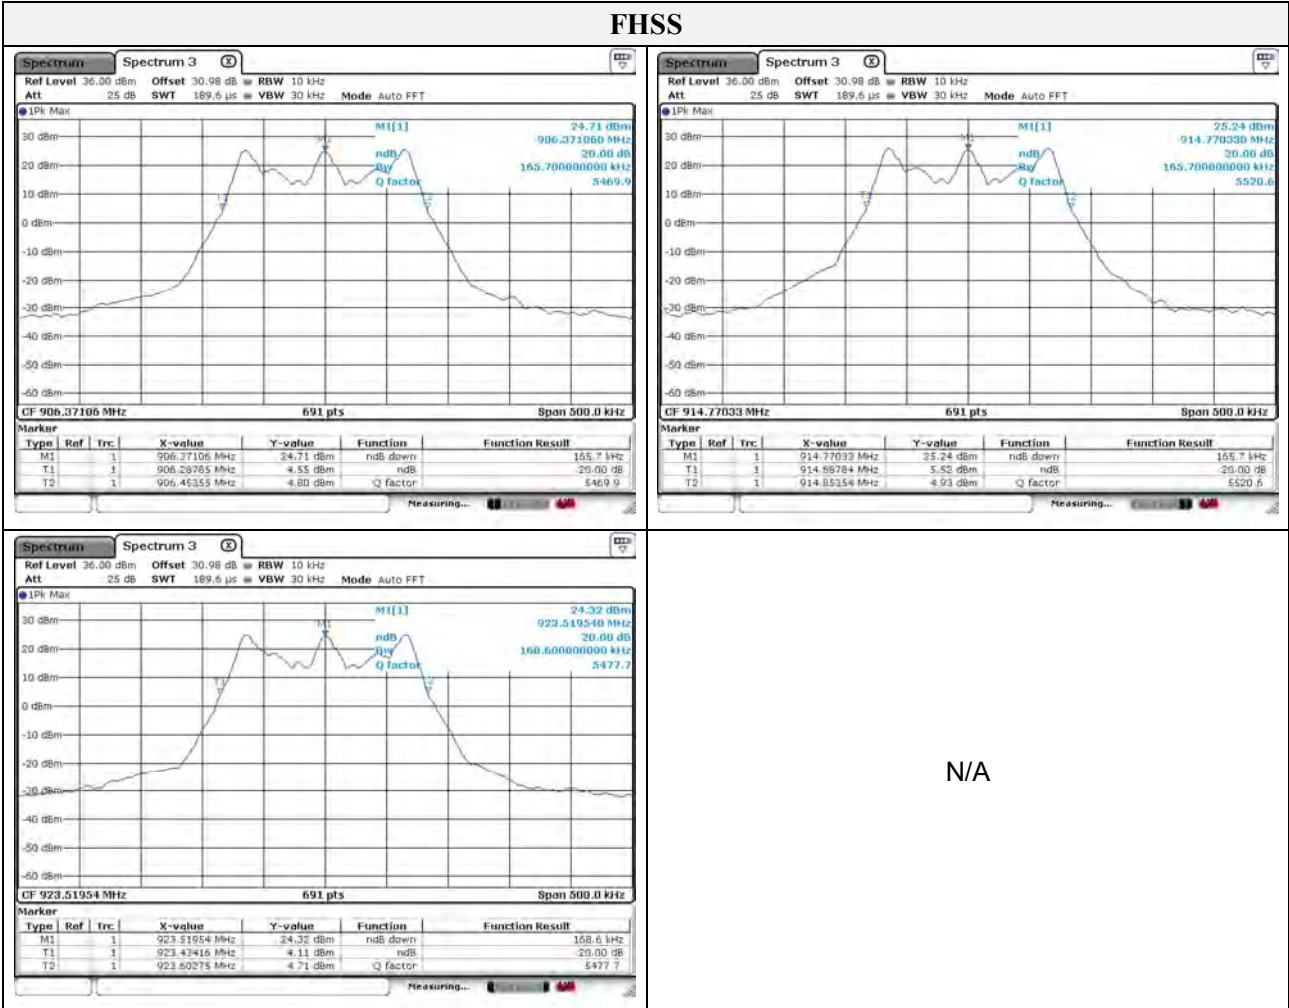 FHSS
Spectrum Spectrum 3 X
Ref Level 36.00 dBm Offset 30.98 dB RBW 10 kHz
Att 25 dB SWT 189.6 µs VBW 30 kHz Mode Auto FFT
1Pk Max
M1[1] 24.71 dBm
906.371060 MHz
ndB 20.00 dB
Bw 165.700000000 kHz
Q factor 5469.9
M1
T1
T2
30 dBm
20 dBm
10 dBm
0 dBm
-10 dBm
-20 dBm
-30 dBm
-40 dBm
-50 dBm
-60 dBm
CF 906.37106 MHz 691 pts Span 500.0 kHz
Marker
Type Ref Trc X-value Y-value Function Function Result
M1 1 906.37106 MHz 24.71 dBm ndB down 165.7 kHz
T1 1 906.28785 MHz 4.55 dBm ndB 20.00 dB
T2 1 906.45355 MHz 4.80 dBm Q factor 5469.9
Measuring...
Spectrum Spectrum 3 X
Ref Level 36.00 dBm Offset 30.98 dB RBW 10 kHz
Att 25 dB SWT 189.6 µs VBW 30 kHz Mode Auto FFT
1Pk Max
M1[1] 25.24 dBm
914.770330 MHz
ndB 20.00 dB
Bw 165.700000000 kHz
Q factor 5520.6
M1
T1
T2
30 dBm
20 dBm
10 dBm
0 dBm
-10 dBm
-20 dBm
-30 dBm
-40 dBm
-50 dBm
-60 dBm
CF 914.77033 MHz 691 pts Span 500.0 kHz
Marker
Type Ref Trc X-value Y-value Function Function Result
M1 1 914.77033 MHz 25.24 dBm ndB down 165.7 kHz
T1 1 914.68784 MHz 5.52 dBm ndB 20.00 dB
T2 1 914.85354 MHz 4.93 dBm Q factor 5520.6
Measuring...
Spectrum Spectrum 3 X
Ref Level 36.00 dBm Offset 30.98 dB RBW 10 kHz
Att 25 dB SWT 189.6 µs VBW 30 kHz Mode Auto FFT
1Pk Max
M1[1] 24.32 dBm
923.519540 MHz
ndB 20.00 dB
Bw 168.600000000 kHz
Q factor 5477.7
M1
T1
T2
30 dBm
20 dBm
10 dBm
0 dBm
-10 dBm
-20 dBm
-30 dBm
-40 dBm
-50 dBm
-60 dBm
CF 923.51954 MHz 691 pts Span 500.0 kHz
Marker
Type Ref Trc X-value Y-value Function Function Result
M1 1 923.51954 MHz 24.32 dBm ndB down 168.6 kHz
T1 1 923.43416 MHz 4.11 dBm ndB 20.00 dB
T2 1 923.60275 MHz 4.71 dBm Q factor 5477.7
Measuring...
N/A